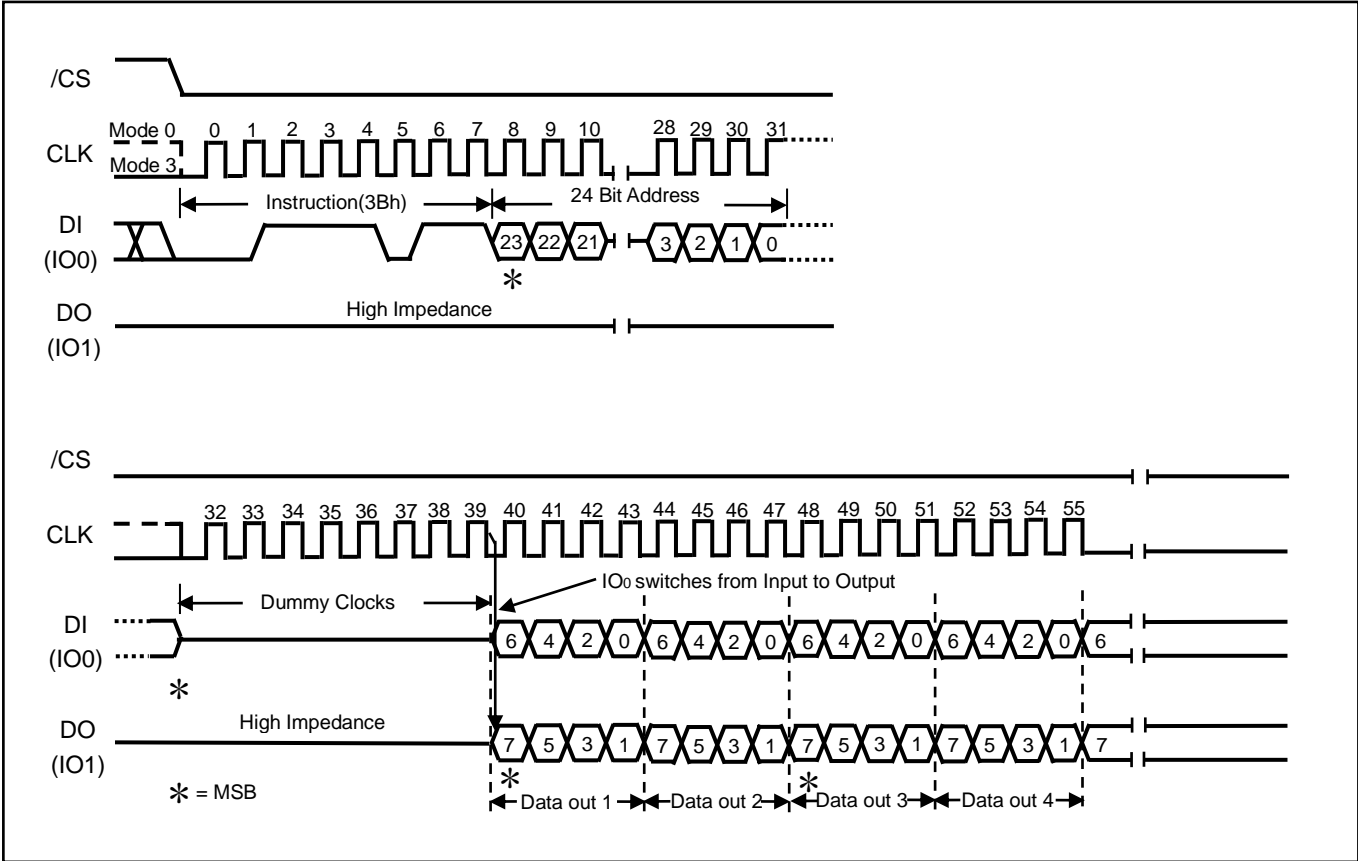 /CS
Mode 0 0 1 2 3 4 5 6 7 8 9 10 28 29 30 31
CLK
Mode 3
Instruction(3Bh) 24 Bit Address
DI
(IO0)
23 22 21 3 2 1 0
*
DO
(IO1)
High Impedance
/CS
32 33 34 35 36 37 38 39 40 41 42 43 44 45 46 47 48 49 50 51 52 53 54 55
CLK
IO0 switches from Input to Output
Dummy Clocks
DI
(IO0)
6 4 2 0 6 4 2 0 6 4 2 0 6 4 2 0 6
*
High Impedance
DO
(IO1)
7 5 3 1 7 5 3 1 7 5 3 1 7 5 3 1 7
* *
* = MSB
Data out 1 Data out 2 Data out 3 Data out 4